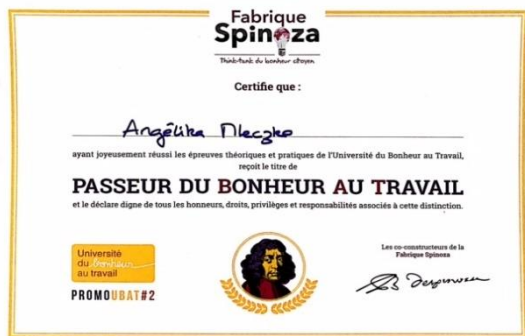 Fabrique
Spinoza
Think-tank du bonheur citoyen
Certifie que :
Angélika Mleczko
ayant joyeusement réussi les épreuves théoriques et pratiques de l'Université du Bonheur au Travail,
reçoit le titre de
PASSEUR DU BONHEUR AU TRAVAIL
et le déclare digne de tous les honneurs, droits, privilèges et responsabilités associés à cette distinction.
Université
du bonheur
au travail
PROMOUBAT#2
Les co-constructeurs de la
Fabrique Spinoza